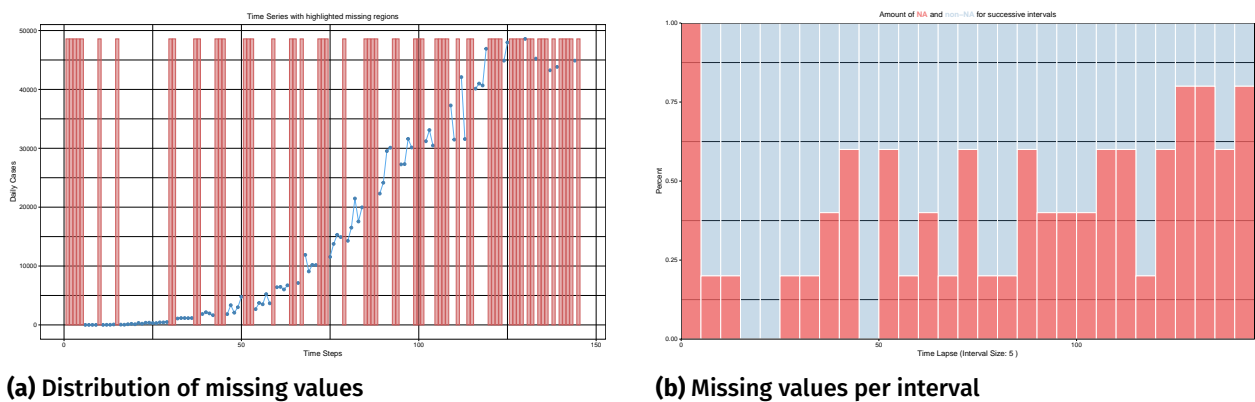 Time Series with highlighted missing regions
50000
40000
30000
20000
10000
0
Daily Cases
0 50 100 150
Time Steps
(a) Distribution of missing values
Amount of NA and non−NA for successive intervals
1.00
0.75
0.50
0.25
0.00
Percent
0 50 100
Time Lapse (Interval Size: 5 )
(b) Missing values per interval